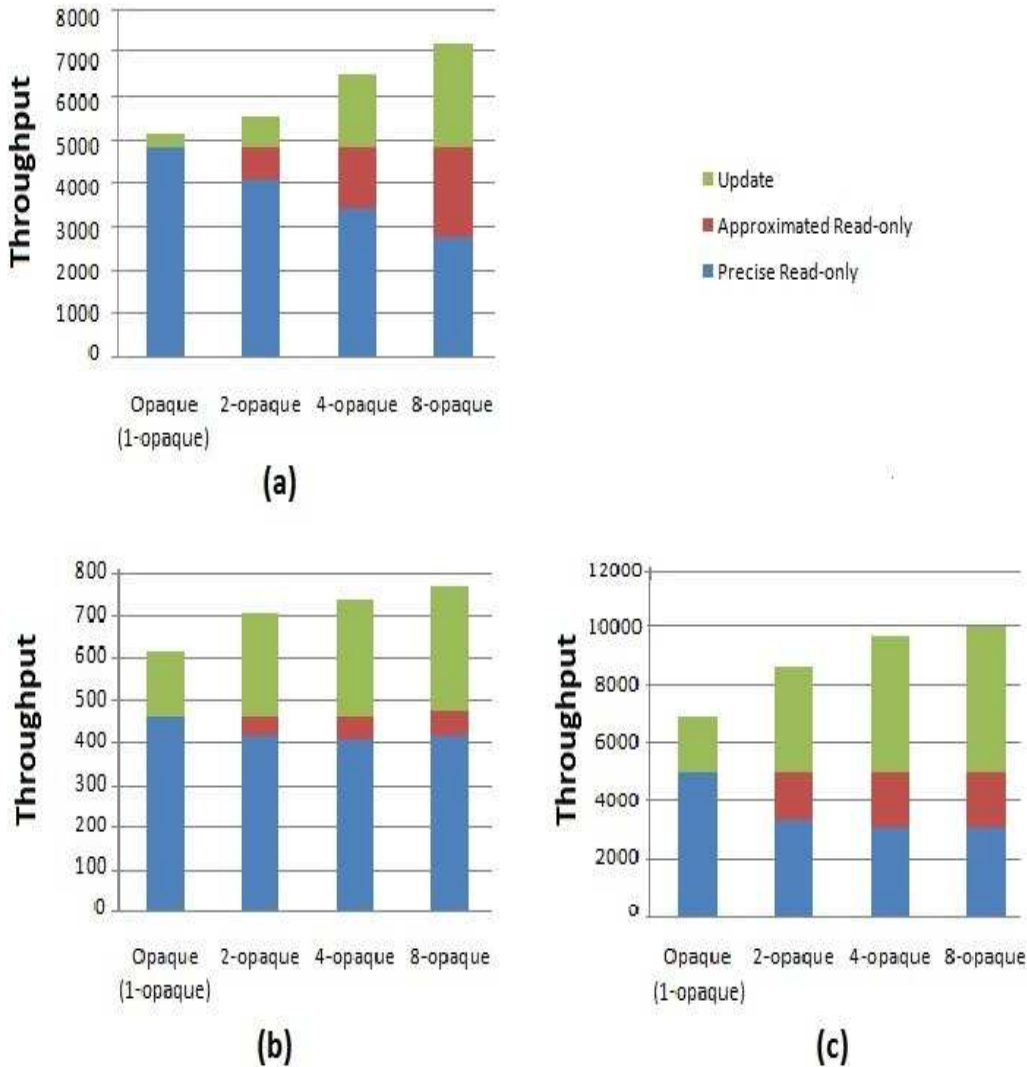 8000
7000
6000
5000
4000
3000
2000
1000
0
Throughput
Opaque
(1-opaque)
2-opaque
4-opaque
8-opaque
(a)
Update
Approximated Read-only
Precise Read-only
800
700
600
500
400
300
200
100
0
Throughput
Opaque
(1-opaque)
2-opaque
4-opaque
8-opaque
(b)
12000
10000
8000
6000
4000
2000
0
Throughput
Opaque
(1-opaque)
2-opaque
4-opaque
8-opaque
(c)